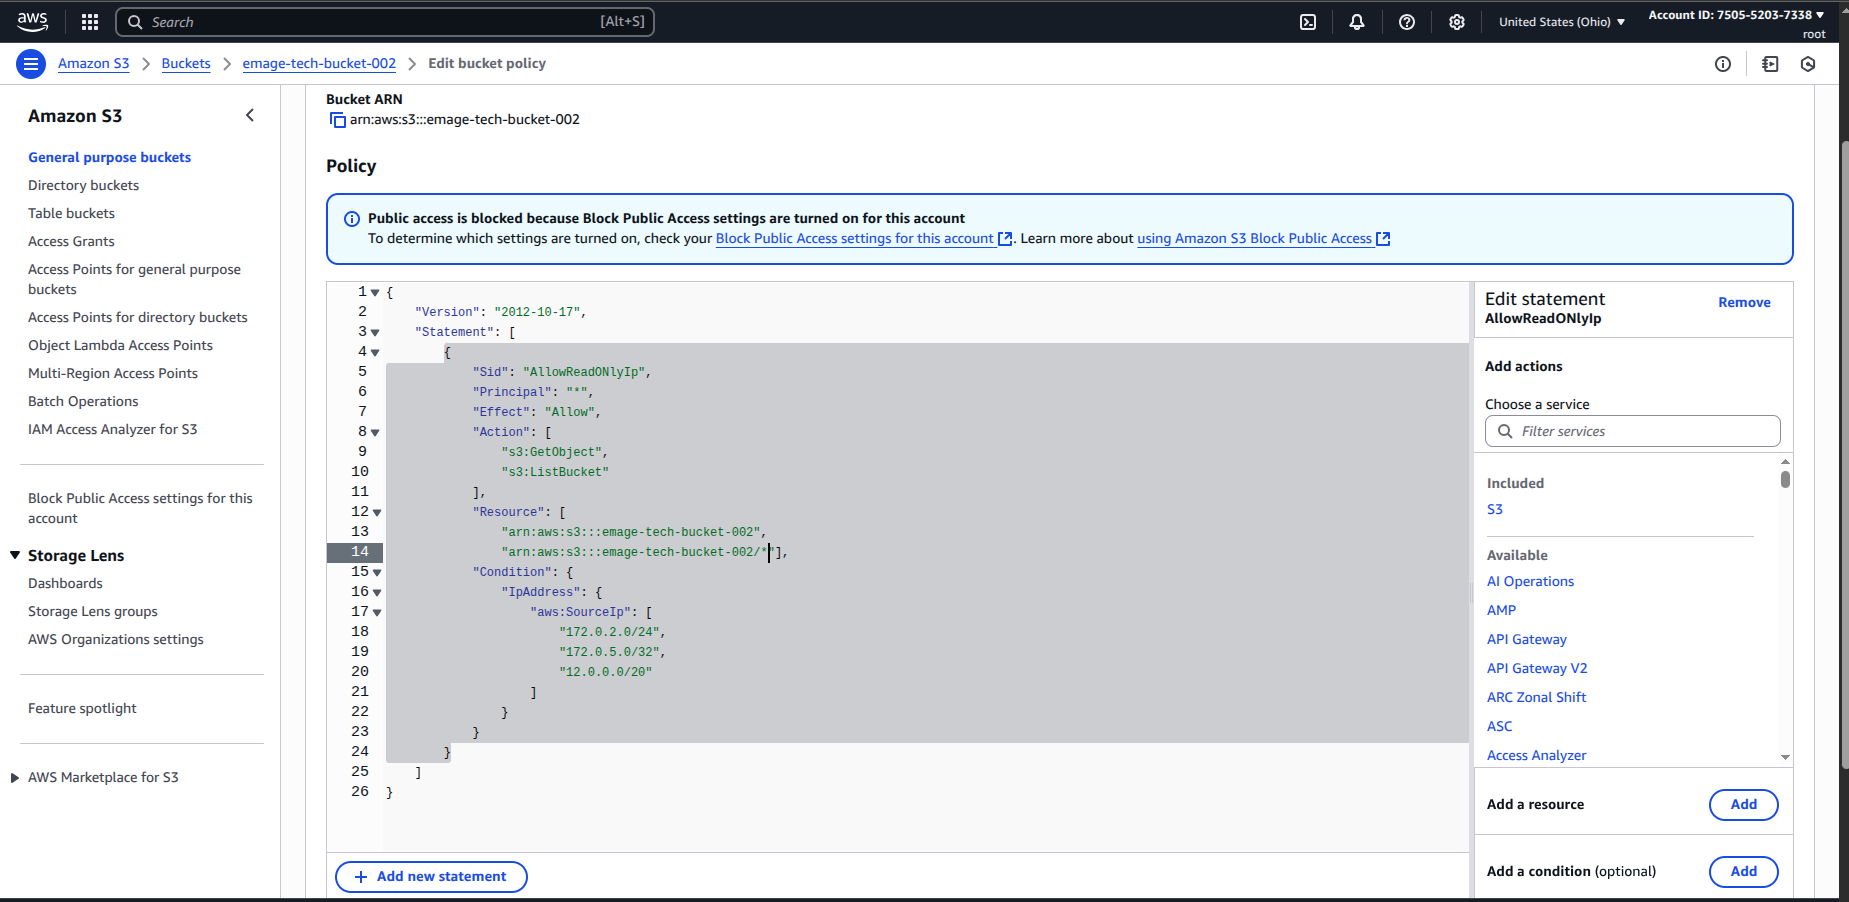 aws
Search [Alt+S]
United States (Ohio)
Account ID: 7505-5203-7338
root
Amazon S3 > Buckets > emage-tech-bucket-002 > Edit bucket policy
Amazon S3
General purpose buckets
Directory buckets
Table buckets
Access Grants
Access Points for general purpose
buckets
Access Points for directory buckets
Object Lambda Access Points
Multi-Region Access Points
Batch Operations
IAM Access Analyzer for S3
Block Public Access settings for this
account
Storage Lens
Dashboards
Storage Lens groups
AWS Organizations settings
Feature spotlight
AWS Marketplace for S3
Bucket ARN
arn:aws:s3:::emage-tech-bucket-002
Policy
Public access is blocked because Block Public Access settings are turned on for this account
To determine which settings are turned on, check your Block Public Access settings for this account. Learn more about using Amazon S3 Block Public Access
1 {
2 "Version": "2012-10-17",
3 "Statement": [
4 {
5 "Sid": "AllowReadONlyIp",
6 "Principal": "*",
7 "Effect": "Allow",
8 "Action": [
9 "s3:GetObject",
10 "s3:ListBucket"
11 ],
12 "Resource": [
13 "arn:aws:s3:::emage-tech-bucket-002",
14 "arn:aws:s3:::emage-tech-bucket-002/*"],
15 "Condition": {
16 "IpAddress": {
17 "aws:SourceIp": [
18 "172.0.2.0/24",
19 "172.0.5.0/32",
20 "12.0.0.0/20"
21 ]
22 }
23 }
24 }
25 ]
26 }
+ Add new statement
Edit statement
Remove
AllowReadONlyIp
Add actions
Choose a service
Filter services
Included
S3
Available
AI Operations
AMP
API Gateway
API Gateway V2
ARC Zonal Shift
ASC
Access Analyzer
Add a resource
Add
Add a condition (optional)
Add